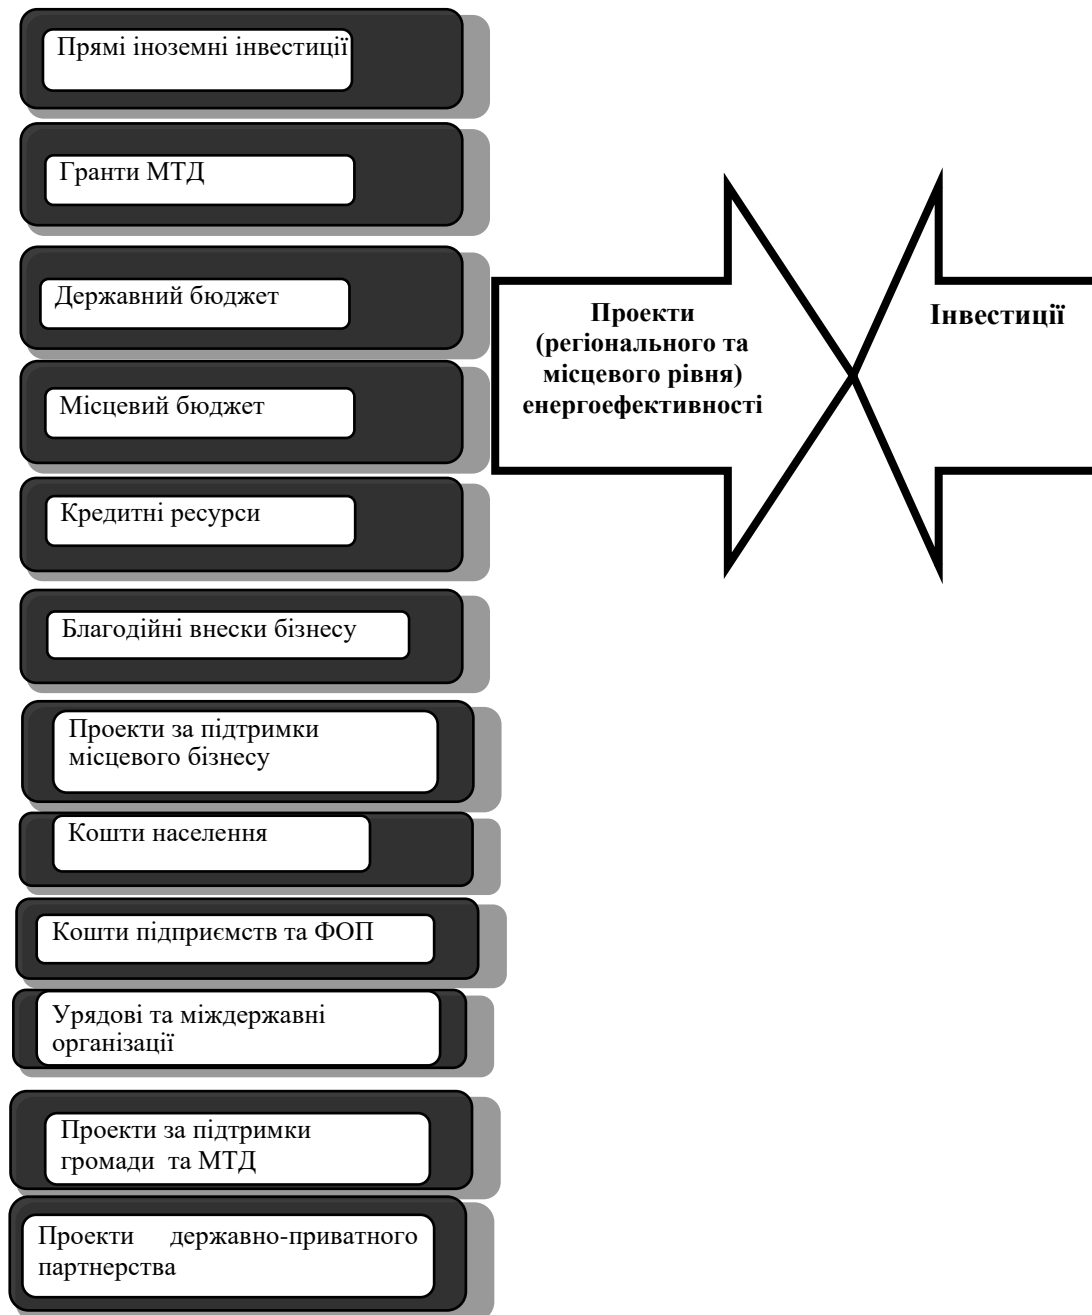 Прямі іноземні інвестиції
Гранти МТД
Державний бюджет
Місцевий бюджет
Кредитні ресурси
Благодійні внески бізнесу
Проекти за підтримки
місцевого бізнесу
Кошти населення
Кошти підприємств та ФОП
Урядові та міждержавні
організації
Проекти за підтримки
громади та МТД
Проекти державно-приватного
партнерства
Проекти
(регіонального та
місцевого рівня)
енергоефективності
Інвестиції